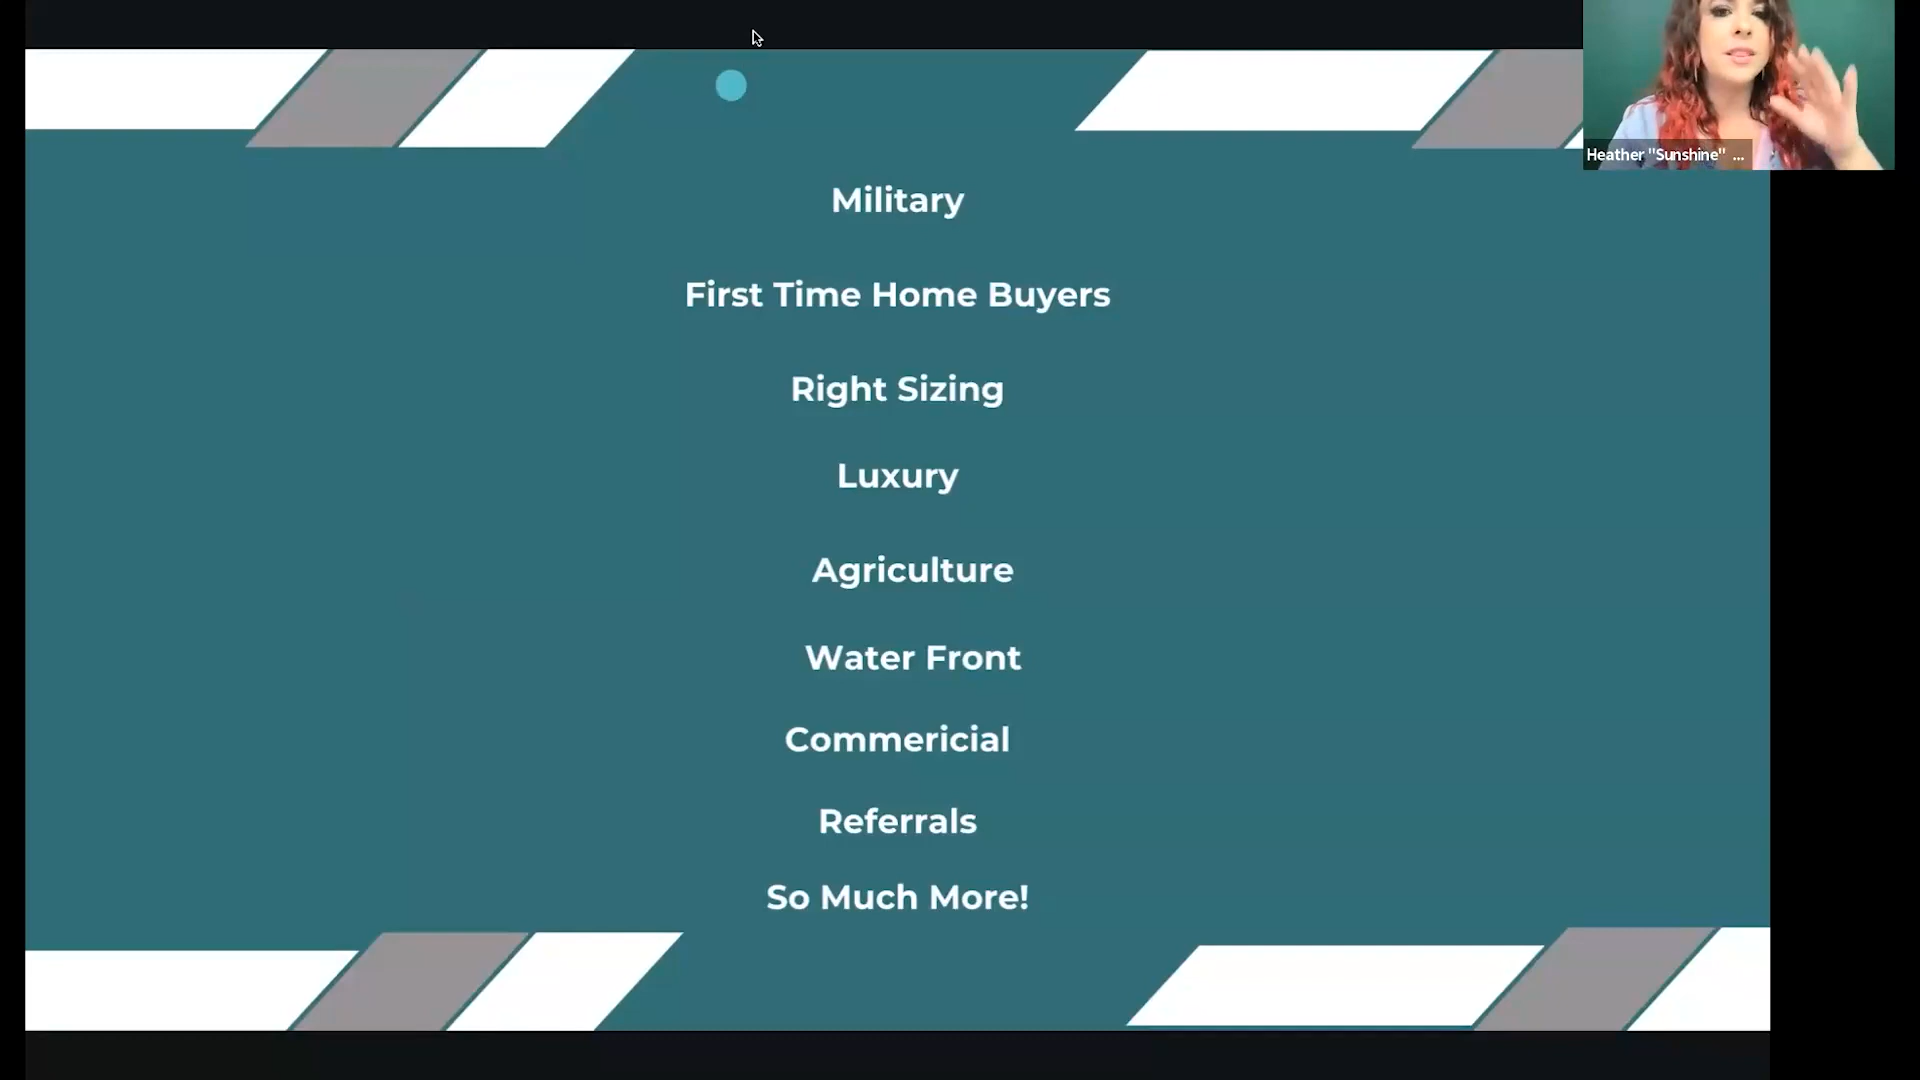 Heather "Sunshine" ...
Military
First Time Home Buyers
Right Sizing
Luxury
Agriculture
Water Front
Commericial
Referrals
So Much More!